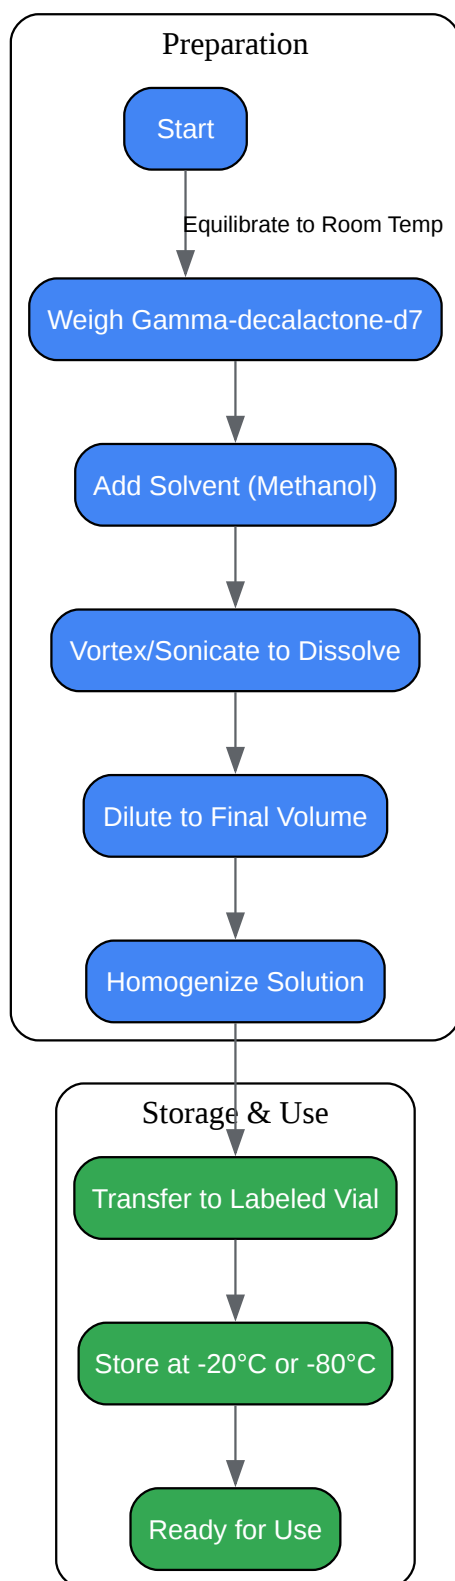 Preparation
Start
Equilibrate to Room Temp
Weigh Gamma-decalactone-d7
Add Solvent (Methanol)
Vortex/Sonicate to Dissolve
Dilute to Final Volume
Homogenize Solution
Storage & Use
Transfer to Labeled Vial
Store at -20°C or -80°C
Ready for Use